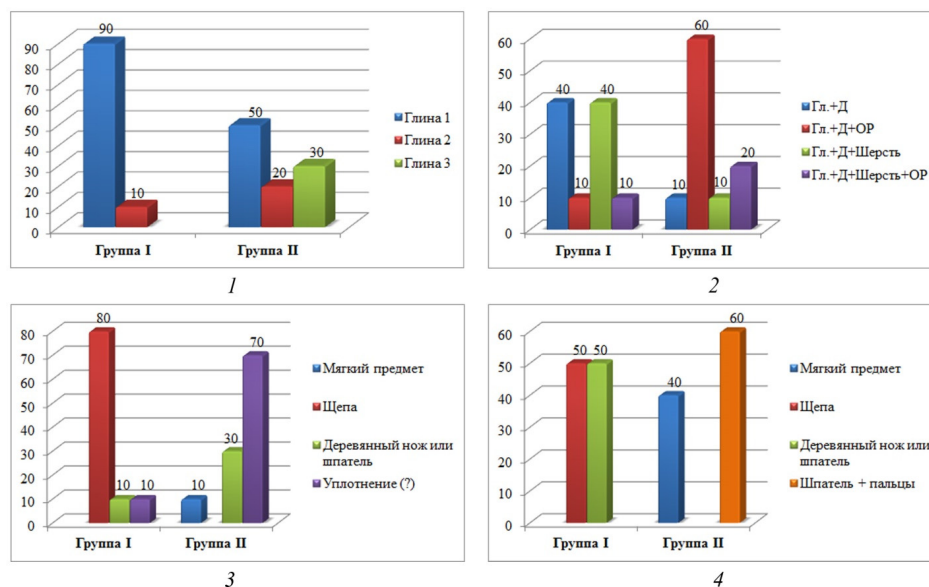 90
90
80
70
60
50
40
30
20
10
0
10
50
20
30
Группа I
Группа II
Глина 1
Глина 2
Глина 3
1
60
50
40
30
20
10
0
40
10
40
10
10
60
10
20
Группа I
Группа II
Гл.+Д
Гл.+Д+ОР
Гл.+Д+Шерсть
Гл.+Д+Шерсть+ОР
2
80
70
60
50
40
30
20
10
0
80
10
10
10
30
70
Группа I
Группа II
Мягкий предмет
Щепа
Деревянный нож или
шпатель
Уплотнение (?)
3
60
50
40
30
20
10
0
50
50
40
60
Группа I
Группа II
Мягкий предмет
Щепа
Деревянный нож или
шпатель
Шпатель + пальцы
4